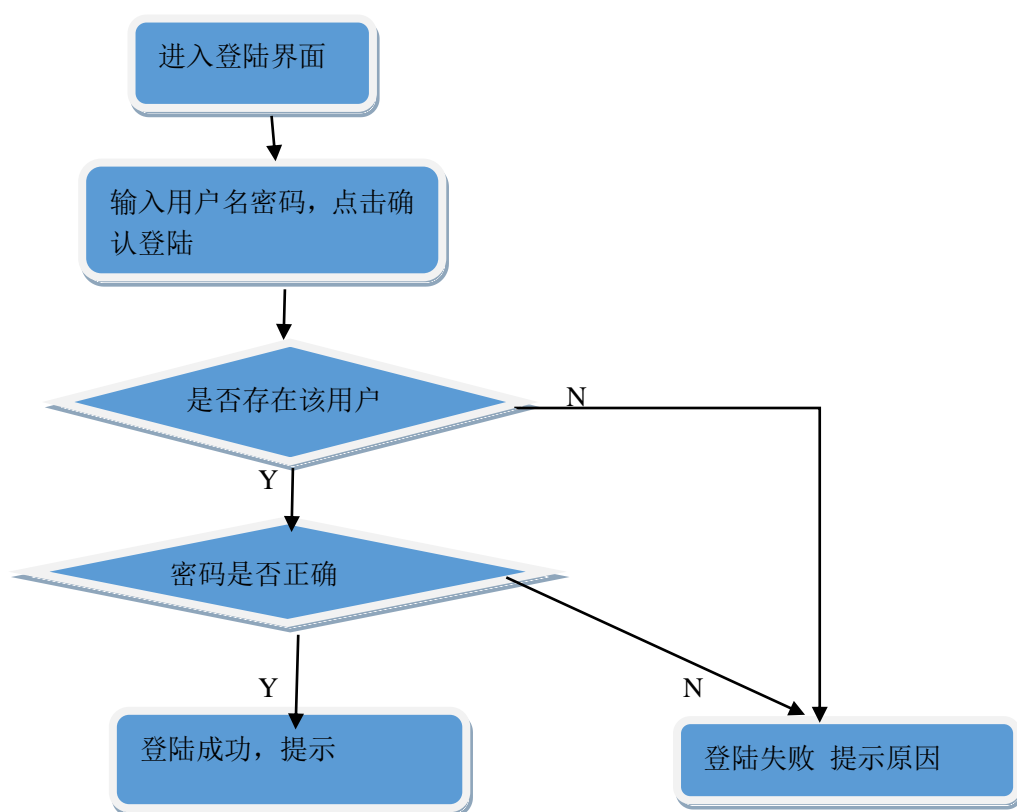 进入登陆界面
输入用户名密码，点击确
认登陆
是否存在该用户
N
Y
密码是否正确
Y
N
登陆成功，提示
登陆失败 提示原因